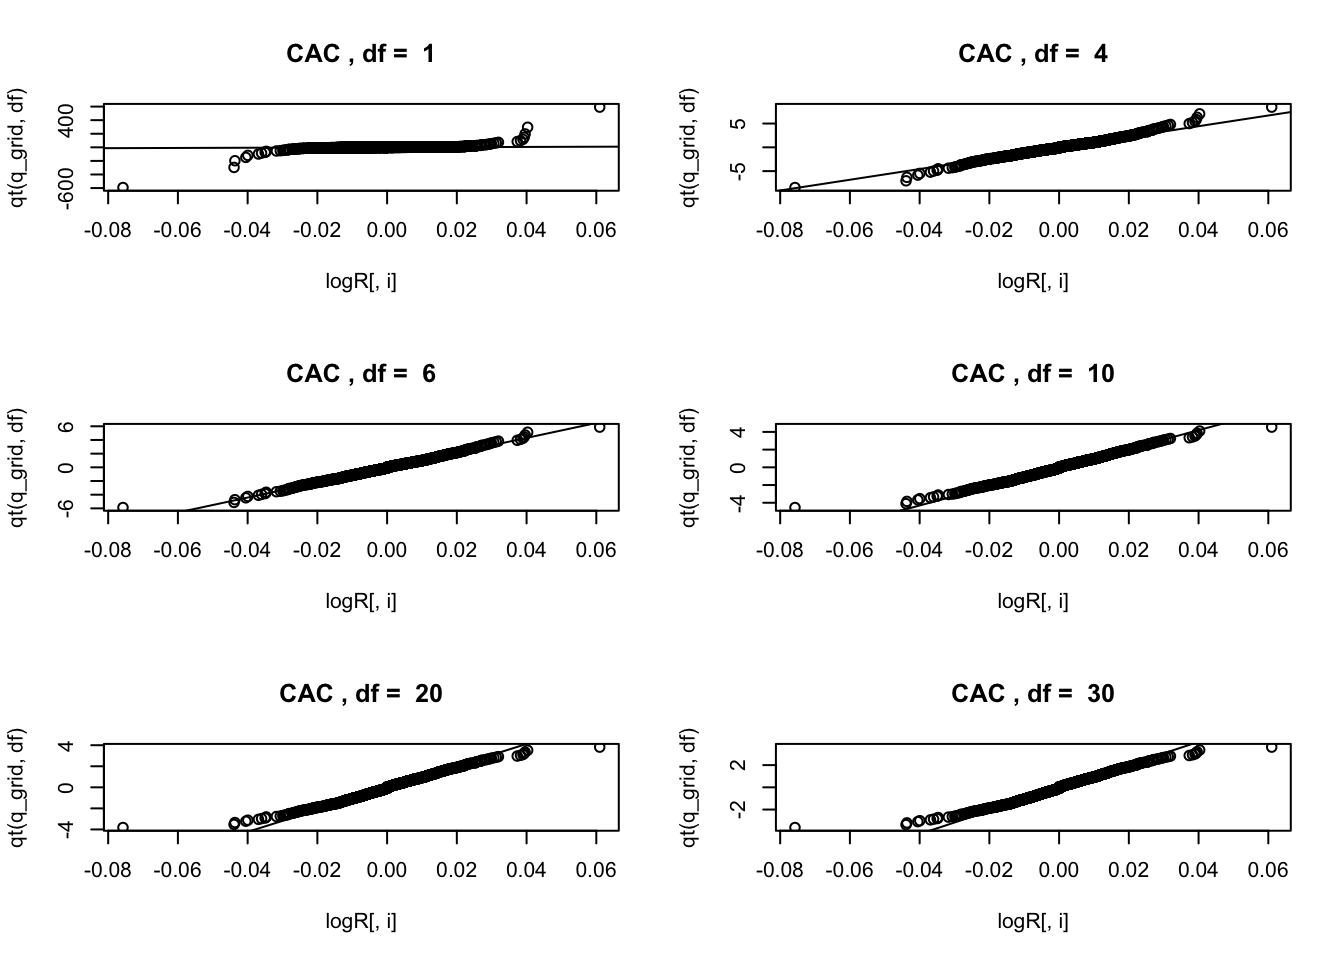 CAC , df =  1
qt(q_grid, df)
400
-600
-0.08 -0.06 -0.04 -0.02 0.00 0.02 0.04 0.06
logR[, i]
CAC , df =  4
qt(q_grid, df)
5
-5
-0.08 -0.06 -0.04 -0.02 0.00 0.02 0.04 0.06
logR[, i]
CAC , df =  6
qt(q_grid, df)
6
0
-6
-0.08 -0.06 -0.04 -0.02 0.00 0.02 0.04 0.06
logR[, i]
CAC , df =  10
qt(q_grid, df)
4
0
-4
-0.08 -0.06 -0.04 -0.02 0.00 0.02 0.04 0.06
logR[, i]
CAC , df =  20
qt(q_grid, df)
4
0
-4
-0.08 -0.06 -0.04 -0.02 0.00 0.02 0.04 0.06
logR[, i]
CAC , df =  30
qt(q_grid, df)
2
-2
-0.08 -0.06 -0.04 -0.02 0.00 0.02 0.04 0.06
logR[, i]